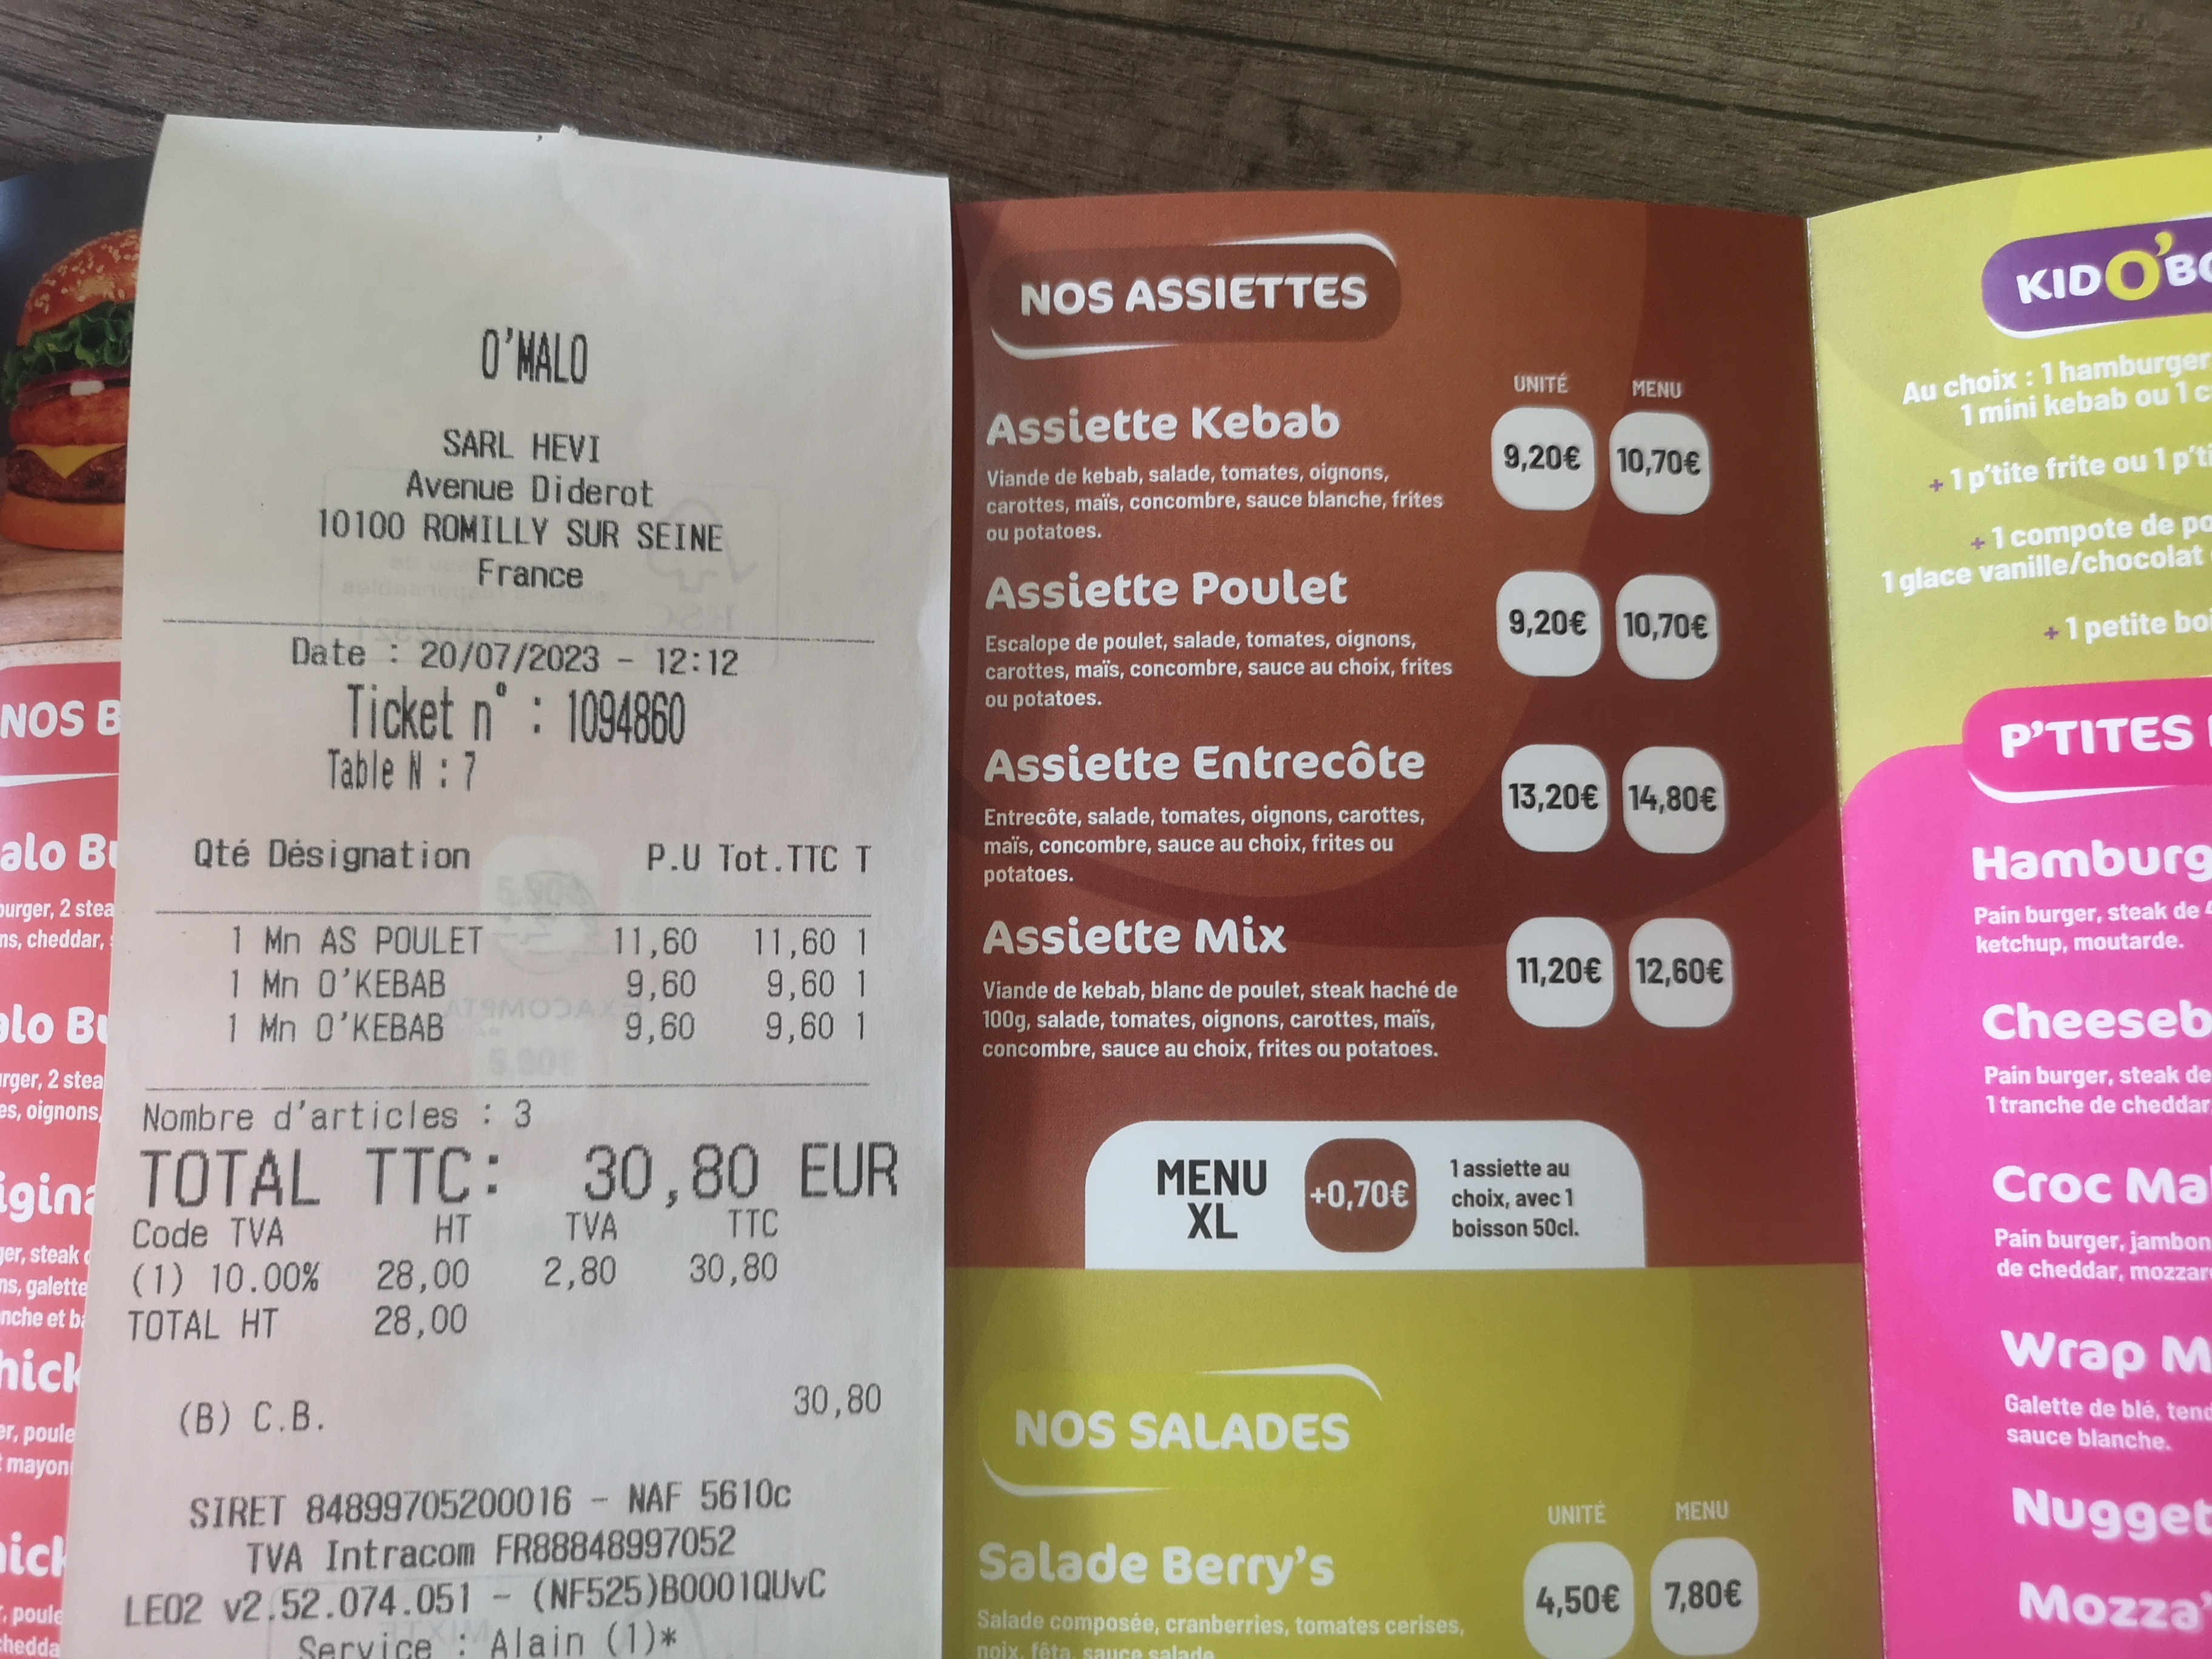 O'MALO
SARL HEVI
Avenue Diderot
10100 ROMILLY SUR SEINE
France
Date : 20/07/2023 - 12:12
Ticket n° : 1094860
Table N : 7
Qté Désignation P.U Tot.TTC T
1 Mn AS POULET 11,60 11,60 1
1 Mn O'KEBAB 9,60 9,60 1
1 Mn O'KEBAB 9,60 9,60 1
Nombre d'articles : 3
TOTAL TTC: 30,80 EUR
Code TVA HT TVA TTC
(1) 10.00% 28,00 2,80 30,80
TOTAL HT 28,00
(B) C.B. 30,80
SIRET 84899705200016 - NAF 5610c
TVA Intracom FR88848997052
LEO2 v2.52.074.051 - (NF525)B0001QUvC
Service : Alain (1)*
NOS ASSIETTES
UNITÉ MENU
Assiette Kebab 9,20€ 10,70€
Viande de kebab, salade, tomates, oignons,
carottes, maïs, concombre, sauce blanche, frites
ou potatoes.
Assiette Poulet 9,20€ 10,70€
Escalope de poulet, salade, tomates, oignons,
carottes, maïs, concombre, sauce au choix, frites
ou potatoes.
Assiette Entrecôte 13,20€ 14,80€
Entrecôte, salade, tomates, oignons, carottes,
maïs, concombre, sauce au choix, frites ou
potatoes.
Assiette Mix 11,20€ 12,60€
Viande de kebab, blanc de poulet, steak haché de
100g, salade, tomates, oignons, carottes, maïs,
concombre, sauce au choix, frites ou potatoes.
MENU
XL
+0,70€
1 assiette au
choix, avec 1
boisson 50cl.
NOS SALADES
UNITÉ MENU
Salade Berry's 4,50€ 7,80€
Salade composée, cranberries, tomates cerises,
noix, fêta, sauce salade
KID O'
Au choix : 1 hamburger
1 mini kebab ou 1
+ 1 p'tite frite ou 1
+ 1 compote de
1 glace vanille/chocolat
+ 1 petite
P'TITES
Pain burger, steak de
ketchup, moutarde.
Pain burger, steak de
1 tranche de cheddar
Croc
Pain burger, jambon
de cheddar,
Wrap
Galette de blé,
sauce blanche.
NOS
2
cheddar,
2
oignons,
steak
galette
et